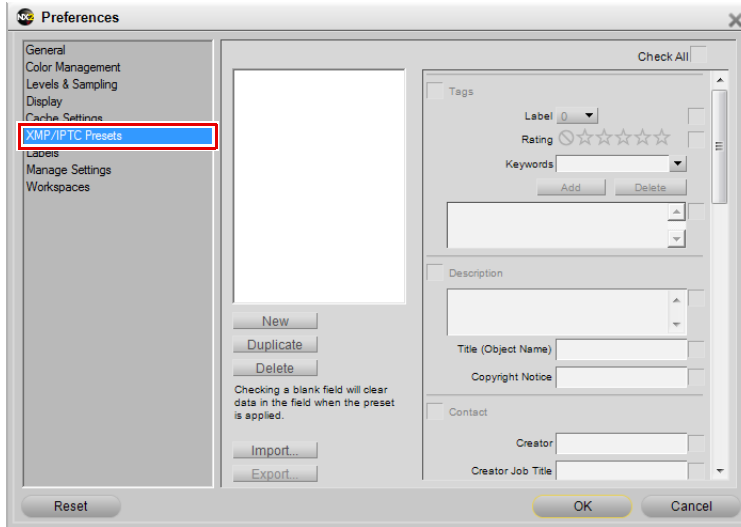 NX2 Preferences
General
Color Management
Levels & Sampling
Display
Cache Settings
XMP/IPTC Presets
Labels
Manage Settings
Workspaces
New
Duplicate
Delete
Checking a blank field will clear
data in the field when the preset
is applied.
Import...
Export...
Check All
Tags
Label 0
Rating
Keywords
Add Delete
Description
Title (Object Name)
Copyright Notice
Contact
Creator
Creator Job Title
Reset OK Cancel